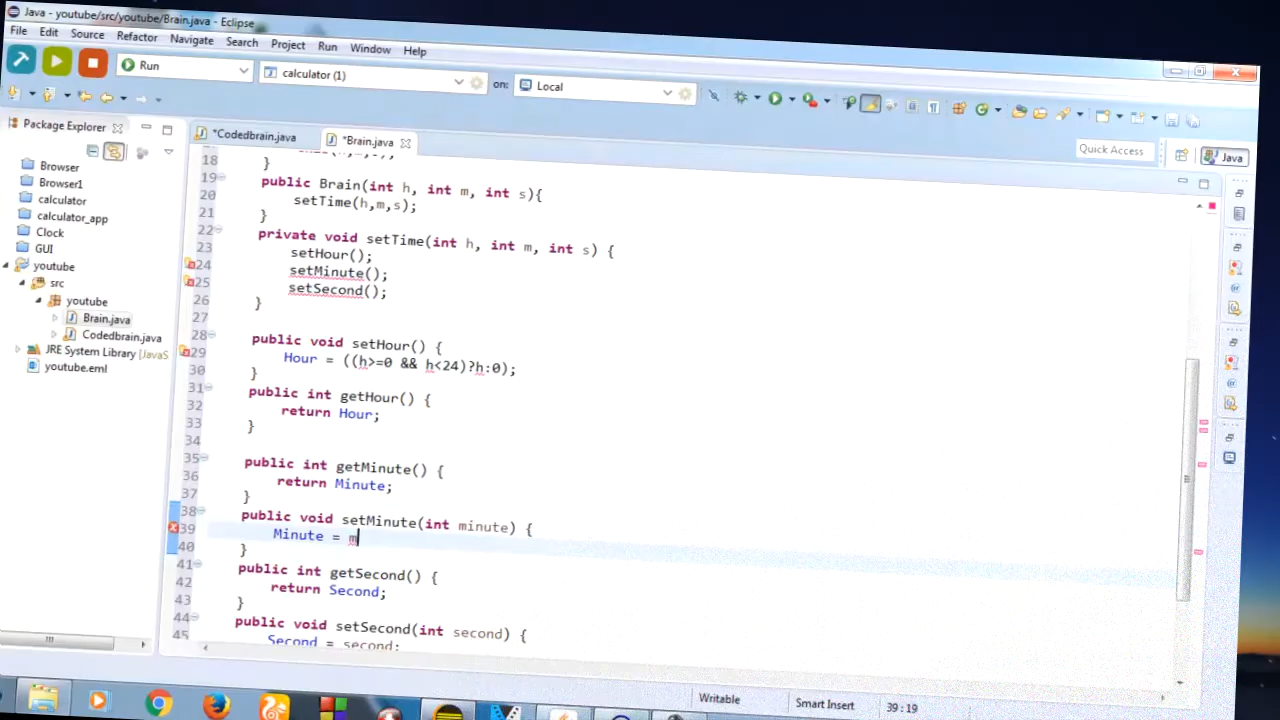 Java - youtube/src/youtube/Brain.java - Eclipse
File Edit Source Refactor Navigate Search Project Run Window Help
Run
calculator (1)
on:
Local
Quick Access
Java
Package Explorer
*Codedbrain.java
*Brain.java
Browser
Browser1
calculator
calculator_app
Clock
GUI
youtube
src
youtube
Brain.java
Codedbrain.java
JRE System Library [JavaS
youtube.eml
18 }
19 public Brain(int h, int m, int s){
20 setTime(h,m,s);
21 }
22 private void setTime(int h, int m, int s) {
23 setHour();
24 setMinute();
25 setSecond();
26 }
27
28 public void setHour() {
29 Hour = ((h>=0 && h<24)?h:0);
30 }
31 public int getHour() {
32 return Hour;
33 }
34
35 public int getMinute() {
36 return Minute;
37 }
38 public void setMinute(int minute) {
39 Minute = m
40 }
41 public int getSecond() {
42 return Second;
43 }
44 public void setSecond(int second) {
45 Second = second;
Writable
Smart Insert
39 : 19